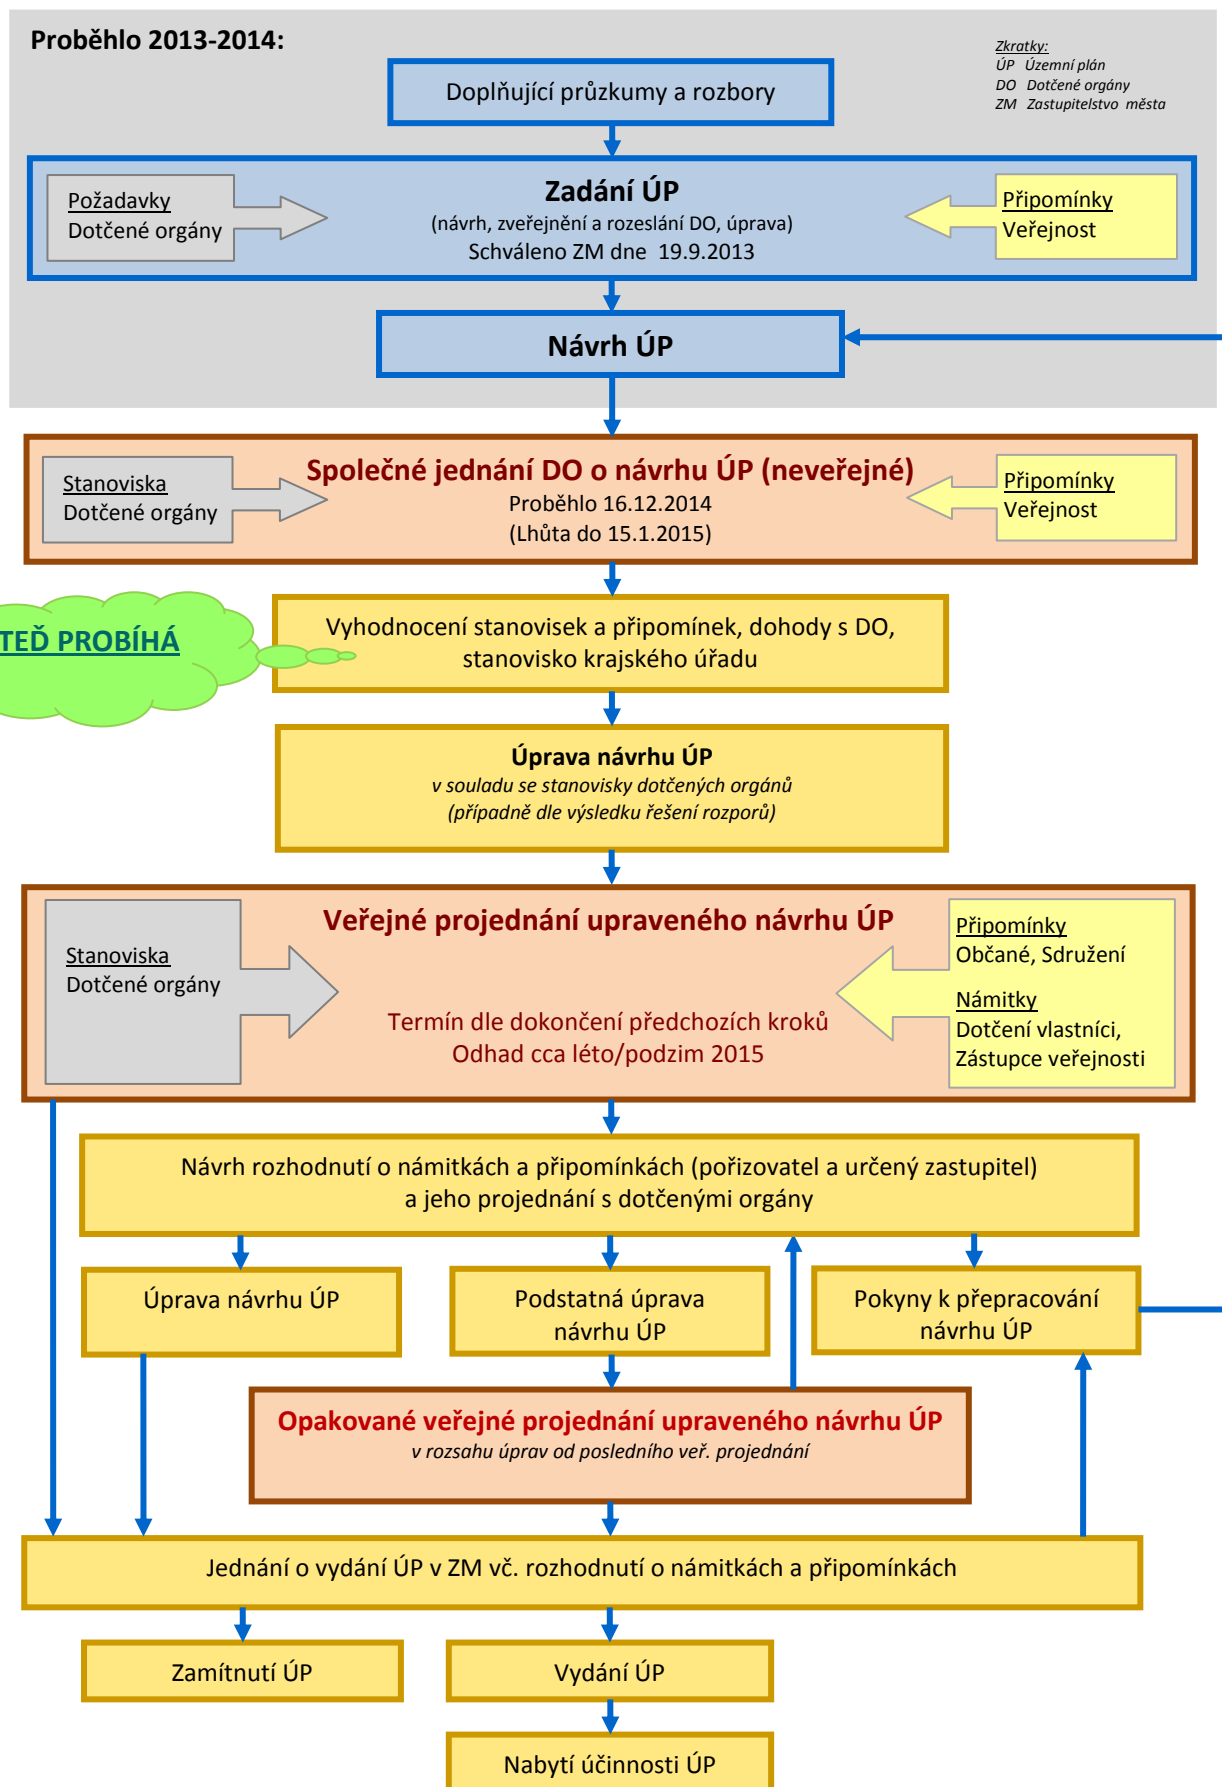 Proběhlo 2013-2014:
Zkratky:
ÚP Územní plán
DO Dotčené orgány
ZM Zastupitelstvo města
Doplňující průzkumy a rozbory
Požadavky
Dotčené orgány
Zadání ÚP
(návrh, zveřejnění a rozeslání DO, úprava)
Schváleno ZM dne 19.9.2013
Připomínky
Veřejnost
Návrh ÚP
Společné jednání DO o návrhu ÚP (neveřejné)
Stanoviska
Dotčené orgány
Proběhlo 16.12.2014
(Lhůta do 15.1.2015)
Připomínky
Veřejnost
TEĎ PROBÍHÁ
Vyhodnocení stanovisek a připomínek, dohody s DO,
stanovisko krajského úřadu
Úprava návrhu ÚP
v souladu se stanovisky dotčených orgánů
(případně dle výsledku řešení rozporů)
Veřejné projednání upraveného návrhu ÚP
Stanoviska
Dotčené orgány
Termín dle dokončení předchozích kroků
Odhad cca léto/podzim 2015
Připomínky
Občané, Sdružení
Námitky
Dotčení vlastníci,
Zástupce veřejnosti
Návrh rozhodnutí o námitkách a připomínkách (pořizovatel a určený zastupitel)
a jeho projednání s dotčenými orgány
Úprava návrhu ÚP
Podstatná úprava
návrhu ÚP
Pokyny k přepracování
návrhu ÚP
Opakované veřejné projednání upraveného návrhu ÚP
v rozsahu úprav od posledního veř. projednání
Jednání o vydání ÚP v ZM vč. rozhodnutí o námitkách a připomínkách
Zamítnutí ÚP
Vydání ÚP
Nabytí účinnosti ÚP